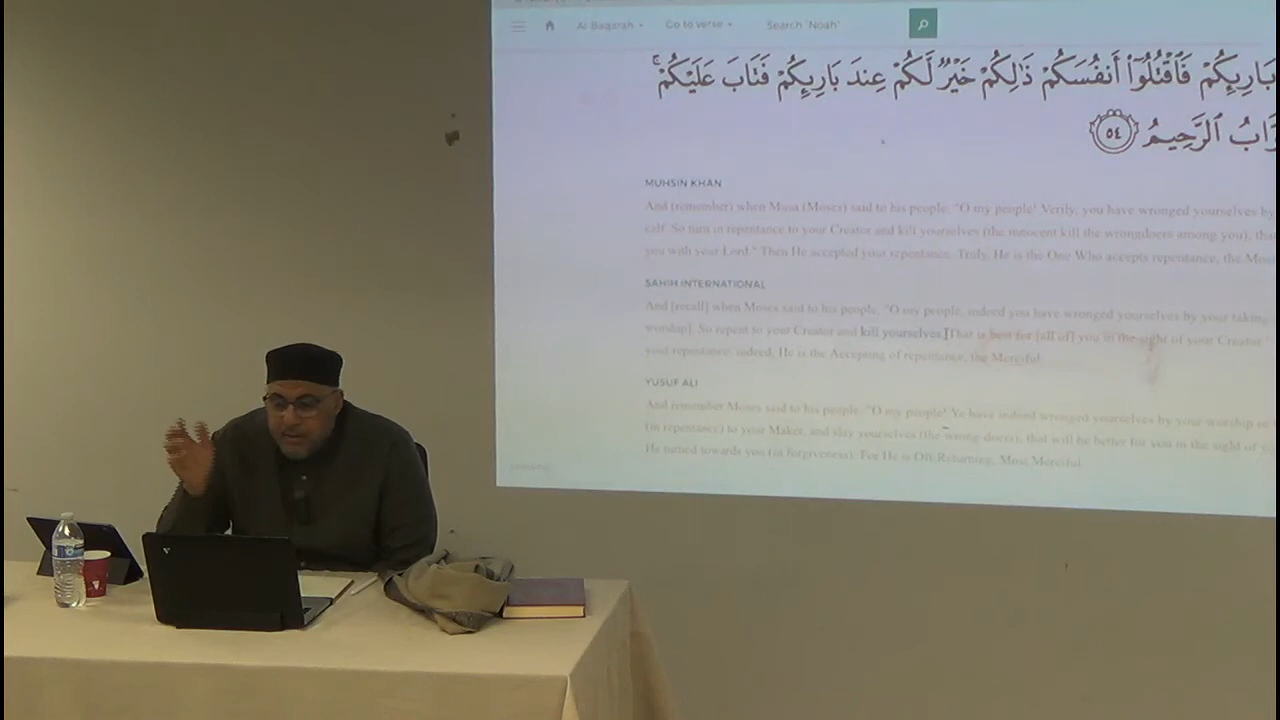 Al Baqarah Go to verse Search "Noah"
بَارِئِكُمْ فَٱقْتُلُوٓا۟ أَنفُسَكُمْ ذَٰلِكُمْ خَيْرٌ لَّكُمْ عِندَ بَارِئِكُمْ فَتَابَ عَلَيْكُمْ ۚ
ٱلرَّحِيمُ ٥٤
MUHSIN KHAN
And (remember) when Musa (Moses) said to his people: "O my people! Verily, you have wronged yourselves by
calf. So turn in repentance to your Creator and kill yourselves (the innocent kill the wrongdoers among you), that
you with your Lord." Then He accepted your repentance. Truly, He is the One Who accepts repentance, the Most
SAHIH INTERNATIONAL
And [recall] when Moses said to his people, "O my people, indeed you have wronged yourselves by your taking
worship]. So repent to your Creator and kill yourselves. That is best for [all of] you in the sight of your Creator."
your repentance; indeed, He is the Accepting of repentance, the Merciful.
YUSUF ALI
And remember Moses said to his people: "O my people! Ye have indeed wronged yourselves by your worship of
(in repentance) to your Maker, and slay yourselves (the wrong-doers); that will be better for you in the sight of
He turned towards you (in forgiveness): For He is Oft-Returning, Most Merciful.